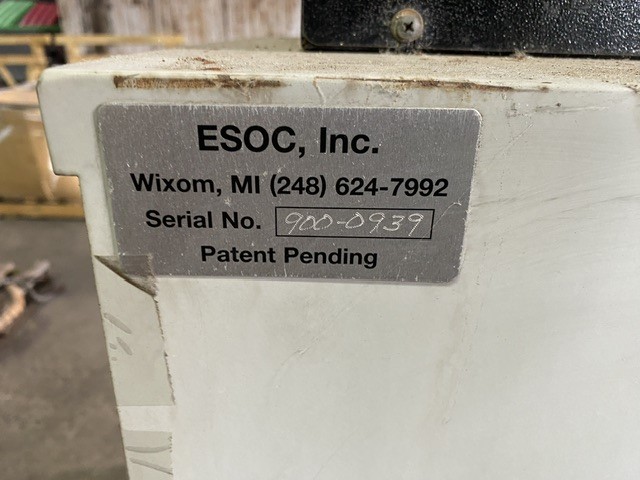 ESOC, Inc.
Wixom, MI (248) 624-7992
Serial No. 900-0939
Patent Pending